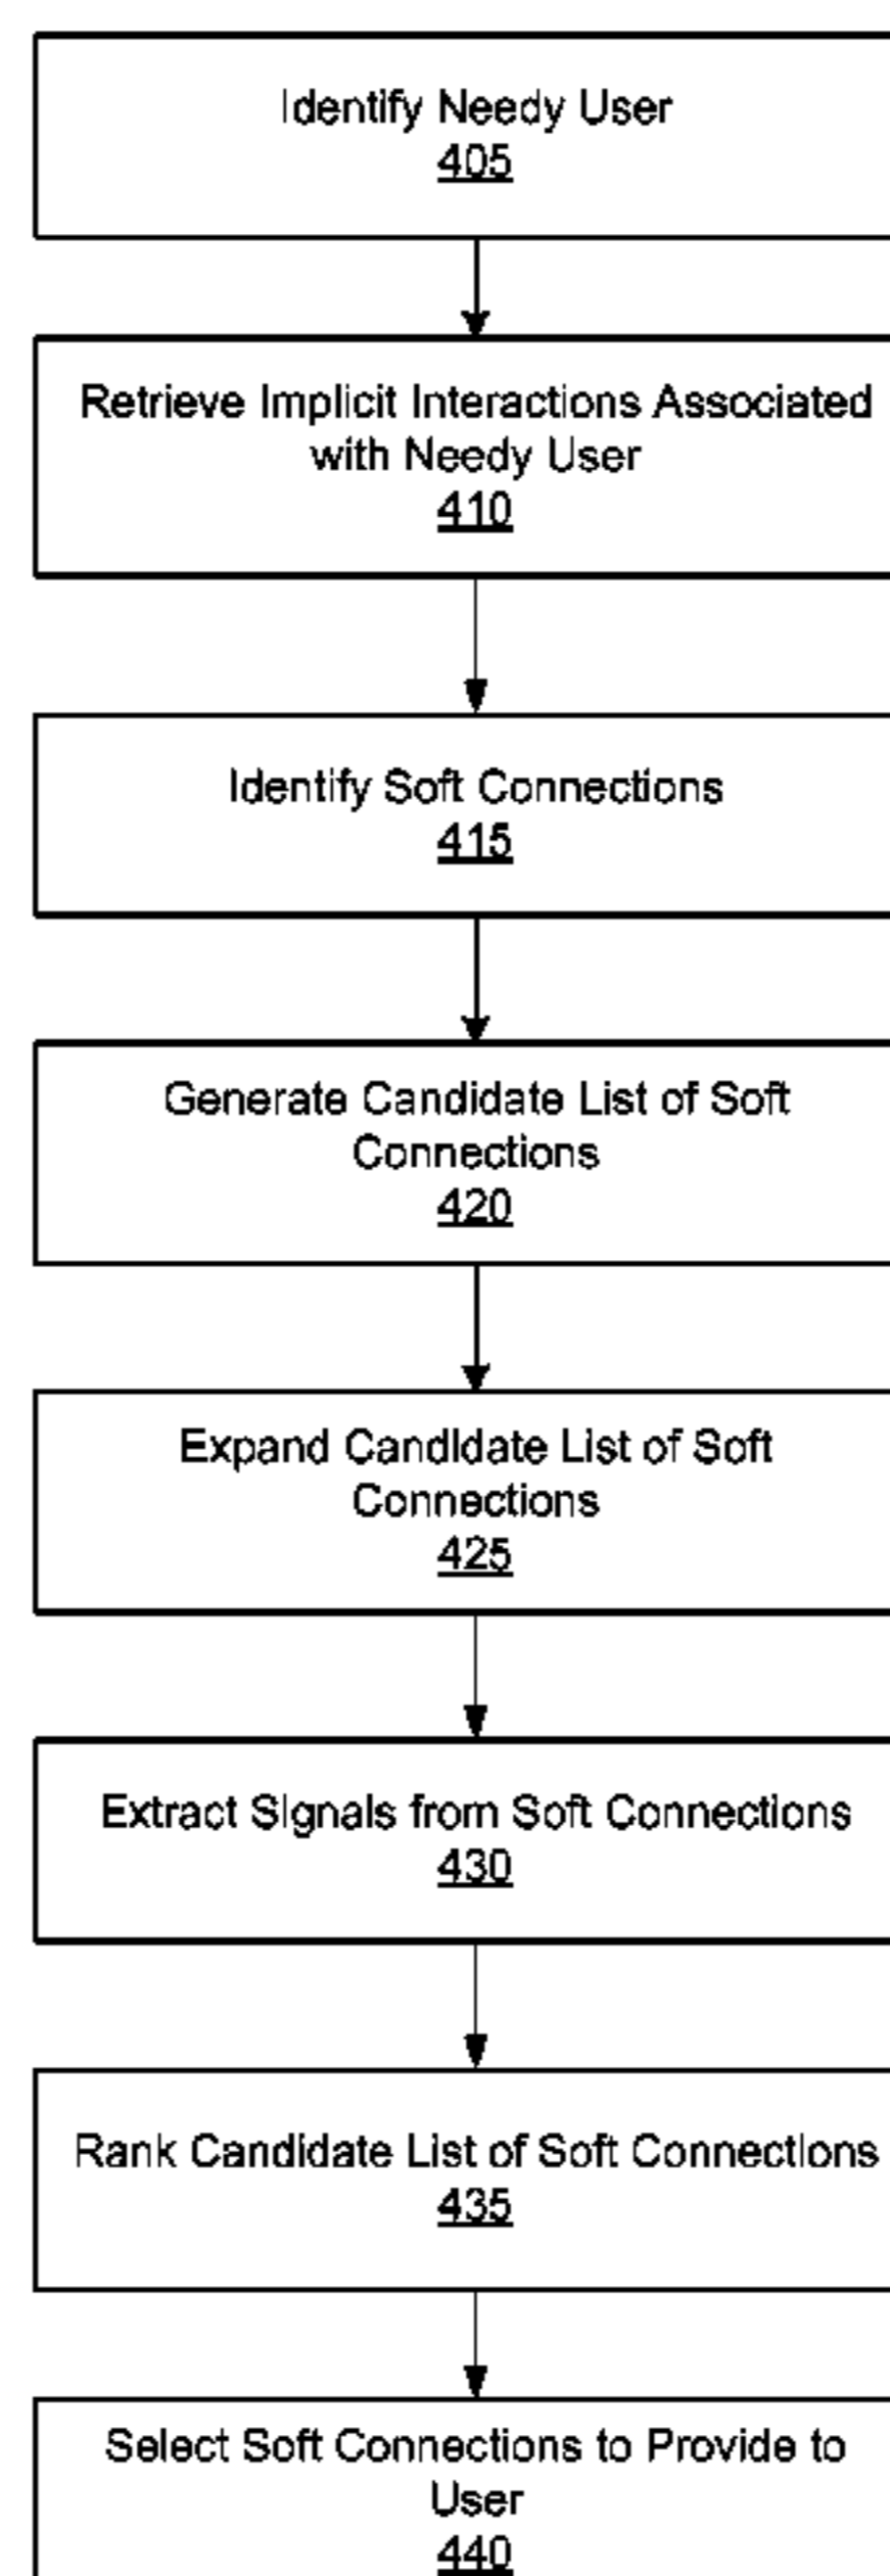 Identify Needy User
405
Retrieve Implicit Interactions Associated
with Needy User
410
Identify Soft Connections
415
Generate Candidate List of Soft
Connections
420
Expand Candidate List of Soft
Connections
425
Extract Signals from Soft Connections
430
Rank Candidate List of Soft Connections
435
Select Soft Connections to Provide to
User
440